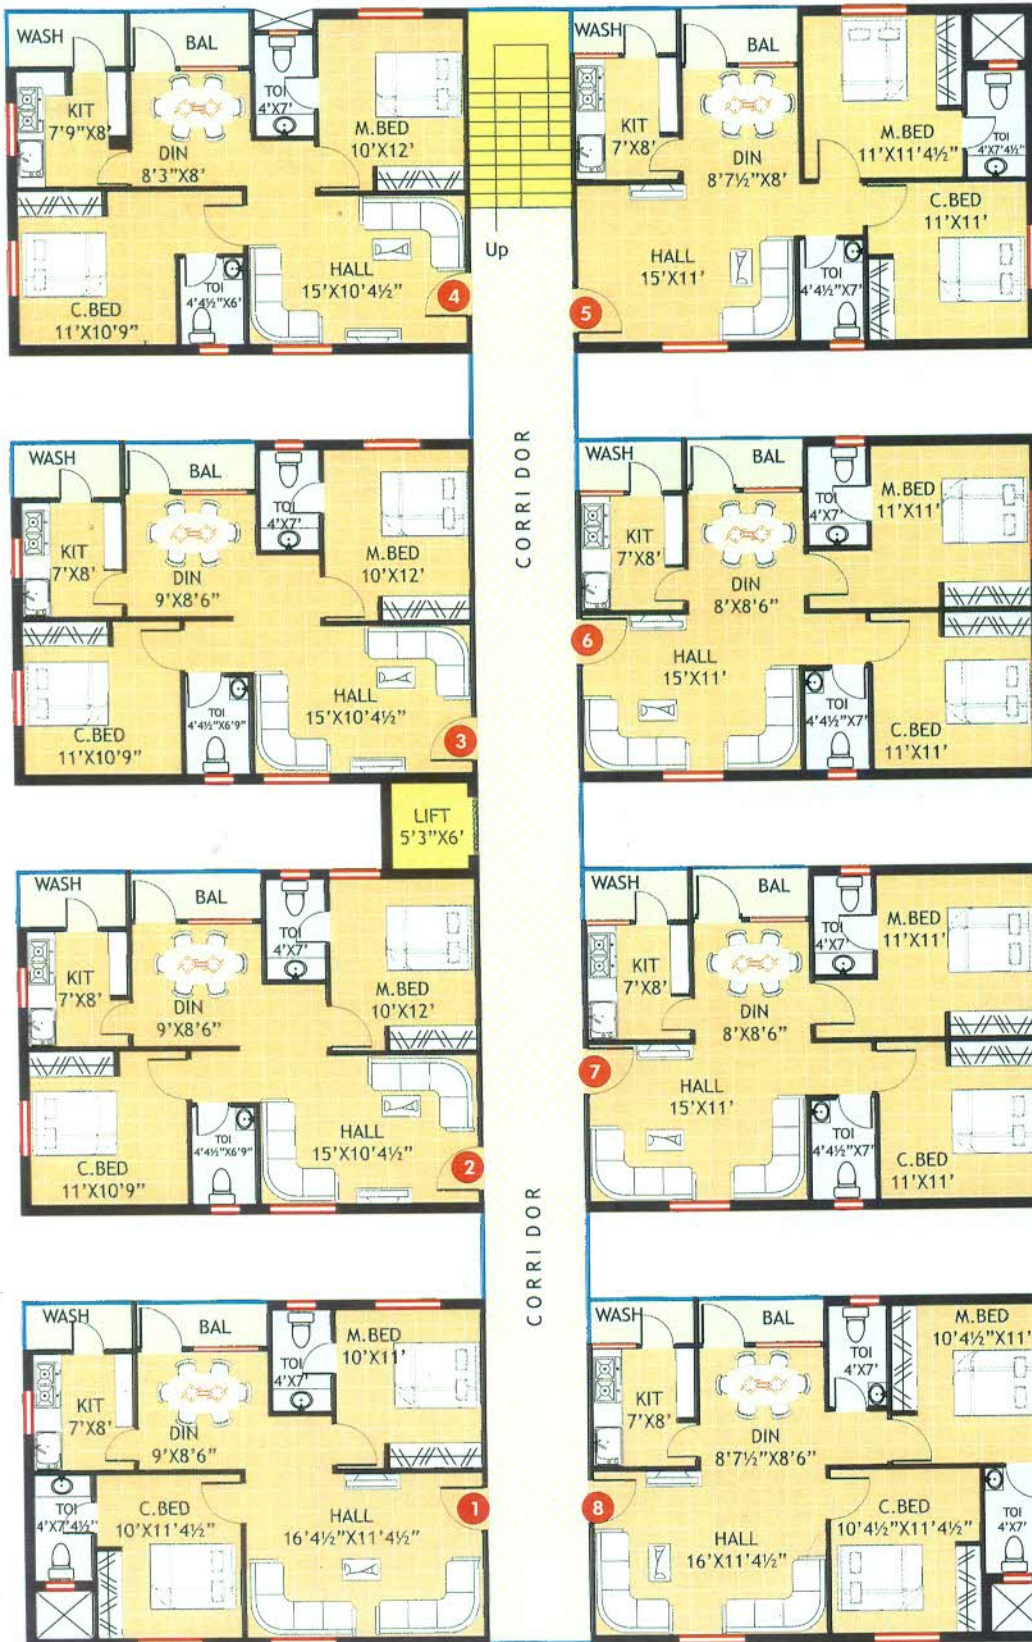 WASH
BAL
TOI
4'X7'
KIT
7'9”X8'
DIN
8'3”X8'
M.BED
10'X12'
C.BED
11'X10'9”
TOI
4'4½”X6'
HALL
15'X10'4½”
4
Up
WASH
BAL
KIT
7'X8'
DIN
8'7½”X8'
M.BED
11'X11'4½”
TOI
4'X7'4½”
C.BED
11'X11'
HALL
15'X11'
TOI
4'4½”X7'
5
CORRIDOR
WASH
BAL
TOI
4'X7'
KIT
7'X8'
DIN
9'X8'6”
M.BED
10'X12'
C.BED
11'X10'9”
TOI
4'4½”X6'9”
HALL
15'X10'4½”
3
WASH
BAL
TOI
4'X7'
M.BED
11'X11'
KIT
7'X8'
DIN
8'X8'6”
6
HALL
15'X11'
TOI
4'4½”X7'
C.BED
11'X11'
LIFT
5'3”X6'
WASH
BAL
TOI
4'X7'
KIT
7'X8'
DIN
9'X8'6”
M.BED
10'X12'
C.BED
11'X10'9”
TOI
4'4½”X6'9”
HALL
15'X10'4½”
2
WASH
BAL
TOI
4'X7'
M.BED
11'X11'
KIT
7'X8'
DIN
8'X8'6”
7
HALL
15'X11'
TOI
4'4½”X7'
C.BED
11'X11'
CORRIDOR
WASH
BAL
M.BED
10'X11'
TOI
4'X7'
KIT
7'X8'
DIN
9'X8'6”
TOI
4'X7'4½”
C.BED
10'X11'4½”
HALL
16'4½”X11'4½”
1
WASH
BAL
TOI
4'X7'
M.BED
10'4½”X11'
KIT
7'X8'
DIN
8'7½”X8'6”
8
HALL
16'X11'4½”
C.BED
10'4½”X11'4½”
TOI
4'X7'